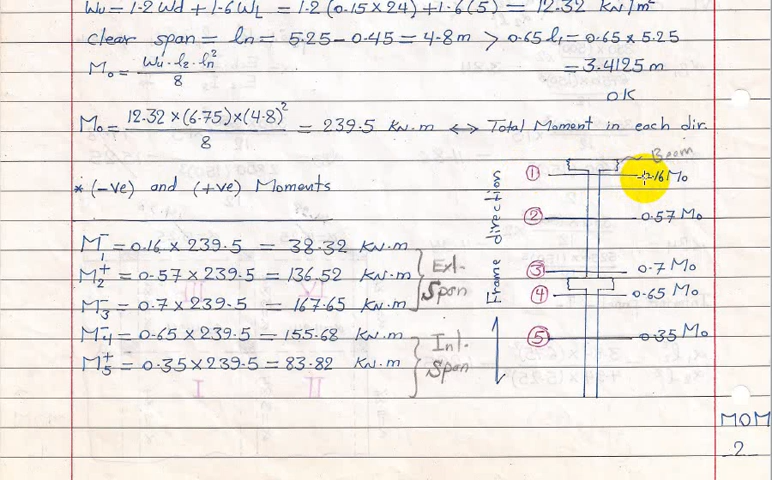 Wu = 1.2 Wd + 1.6 WL = 1.2 (0.15 x 24) + 1.6 (5) = 12.32 KN/m²
clear span = ln = 5.25 - 0.45 = 4.8m > 0.65 l1 = 0.65 x 5.25
= 3.4125 m
OK
Mo = Wu . l2 . ln² / 8
Mo = 12.32 x (6.75) x (4.8)² / 8 = 239.5 KN.m <-> Total Moment in each dir.
* (-ve) and (+ve) Moments
M1⁻ = 0.16 x 239.5 = 38.32 KN.m
M2⁺ = 0.57 x 239.5 = 136.52 KN.m
M3⁻ = 0.7 x 239.5 = 167.65 KN.m
Ext. Span
M4⁻ = 0.65 x 239.5 = 155.68 KN.m
M5⁺ = 0.35 x 239.5 = 83.82 KN.m
Int. Span
Frame direction
Beam
1 0.16 Mo
2 0.57 Mo
3 0.7 Mo
4 0.65 Mo
5 0.35 Mo
MOM
2